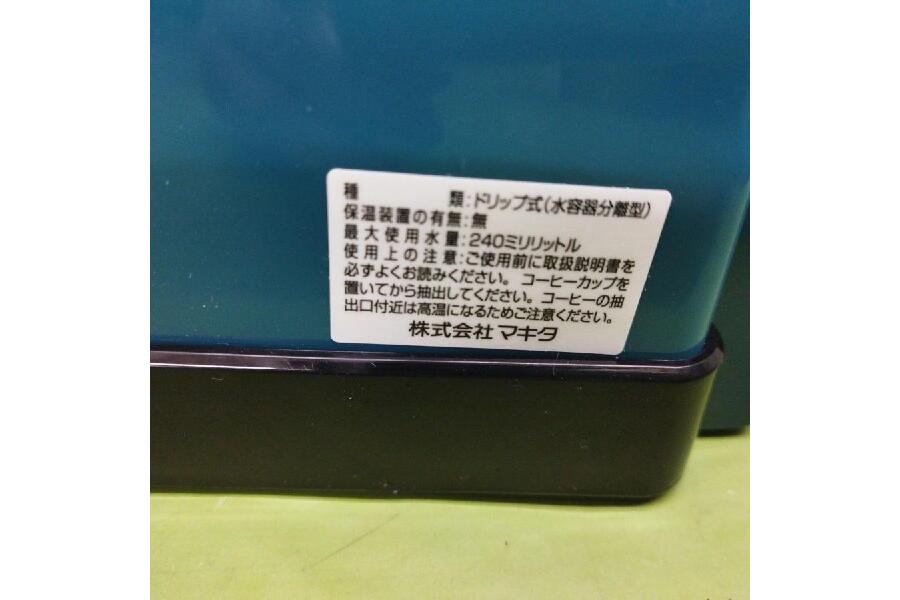 種 類:ドリップ式(水容器分離型)
保温装置の有無:無
最大使用水量:240ミリリットル
使用上の注意:ご使用前に取扱説明書を
必ずよくお読みください。コーヒーカップを
置いてから抽出してください。コーヒーの抽
出口付近は高温になるためご注意ください。
株式会社マキタ